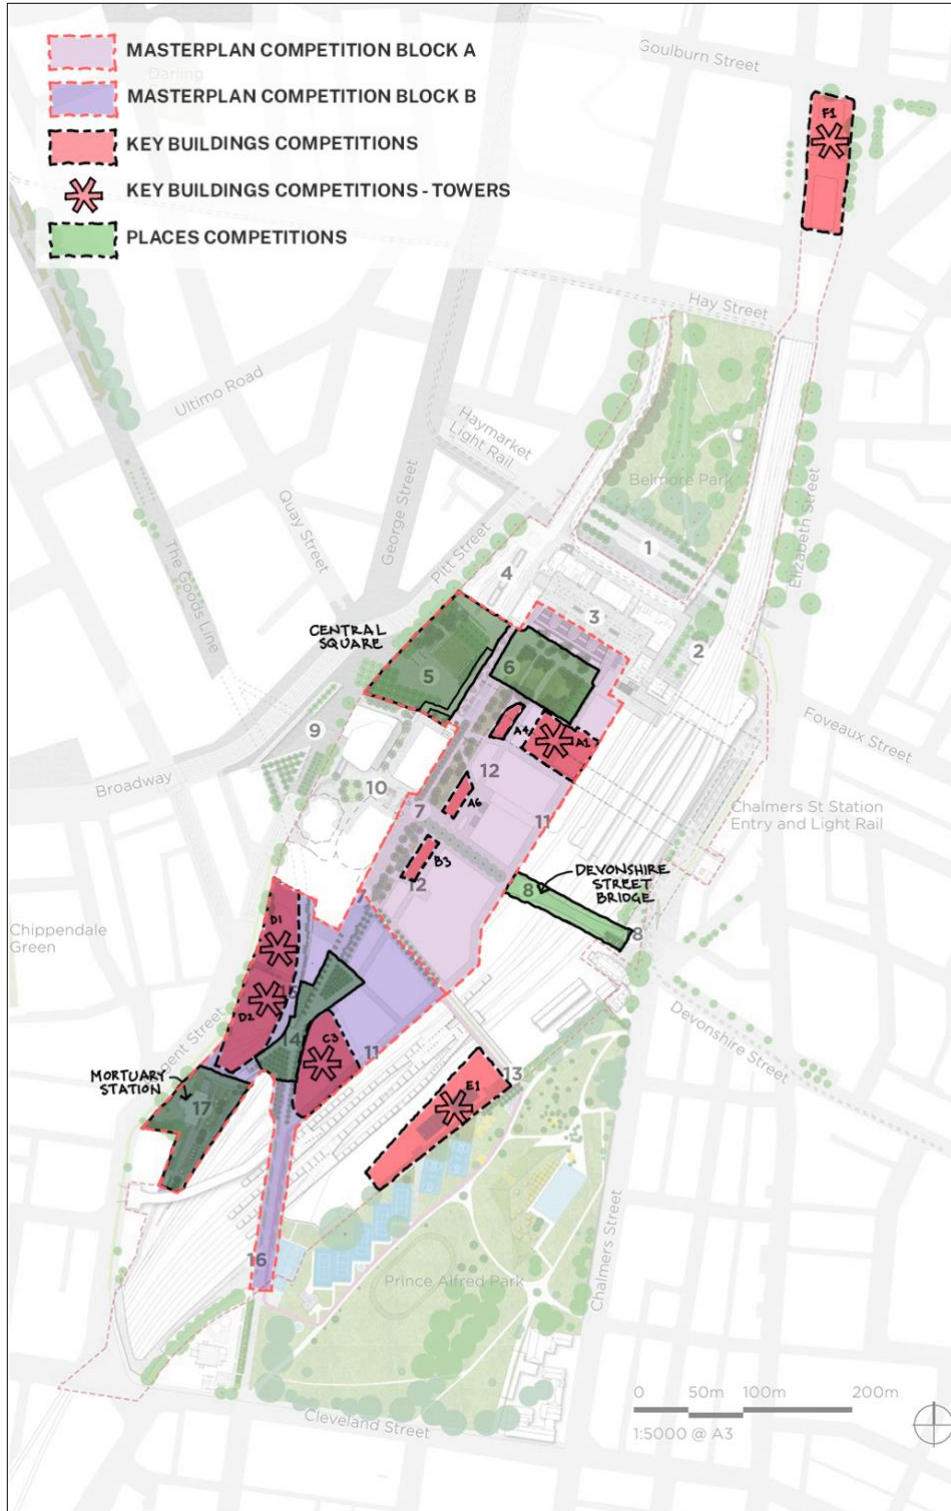 MASTERPLAN COMPETITION BLOCK A
Darling
MASTERPLAN COMPETITION BLOCK B
KEY BUILDINGS COMPETITIONS
KEY BUILDINGS COMPETITIONS - TOWERS
PLACES COMPETITIONS
Goulburn Street
F1
Hay Street
Ultimo Road
Haymarket
Light Rail
Belmore Park
George Street
Quay Street
Pitt Street
The Goods Line
Elizabeth Street
1
4
3
CENTRAL
SQUARE
2
5
6
9
A4
A1
Foveaux Street
Broadway
12
10
7
A6
11
Chalmers St Station
Entry and Light Rail
B3
12
DEVONSHIRE
STREET
BRIDGE
8
8
Chippendale
Green
7
D1
15
D2
14
C3
11
Devonshire Street
MORTUARY
STATION
17
E1
13
16
Prince Alfred Park
Chalmers Street
Cleveland Street
0 50m 100m 200m
1:5000 @ A3